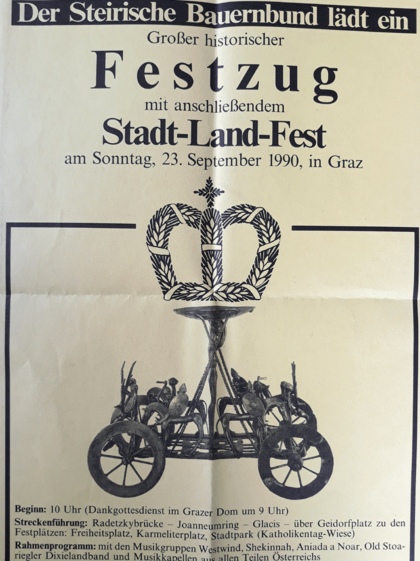 Der Steirische Bauernbund lädt ein
Großer historischer
Festzug
mit anschließendem
Stadt-Land-Fest
am Sonntag, 23. September 1990, in Graz
Beginn: 10 Uhr (Dankgottesdienst im Grazer Dom um 9 Uhr)
Streckenführung: Radetzkybrücke – Joanneumring – Glacis – über Geidorfplatz zu den
Festplätzen: Freiheitsplatz, Karmeliterplatz, Stadtpark (Katholikentag-Wiese)
Rahmenprogramm: mit den Musikgruppen Westwind, Shekinnah, Aniada a Noar, Old Stoa-
riegler Dixielandband und Musikkapellen aus allen Teilen Österreichs